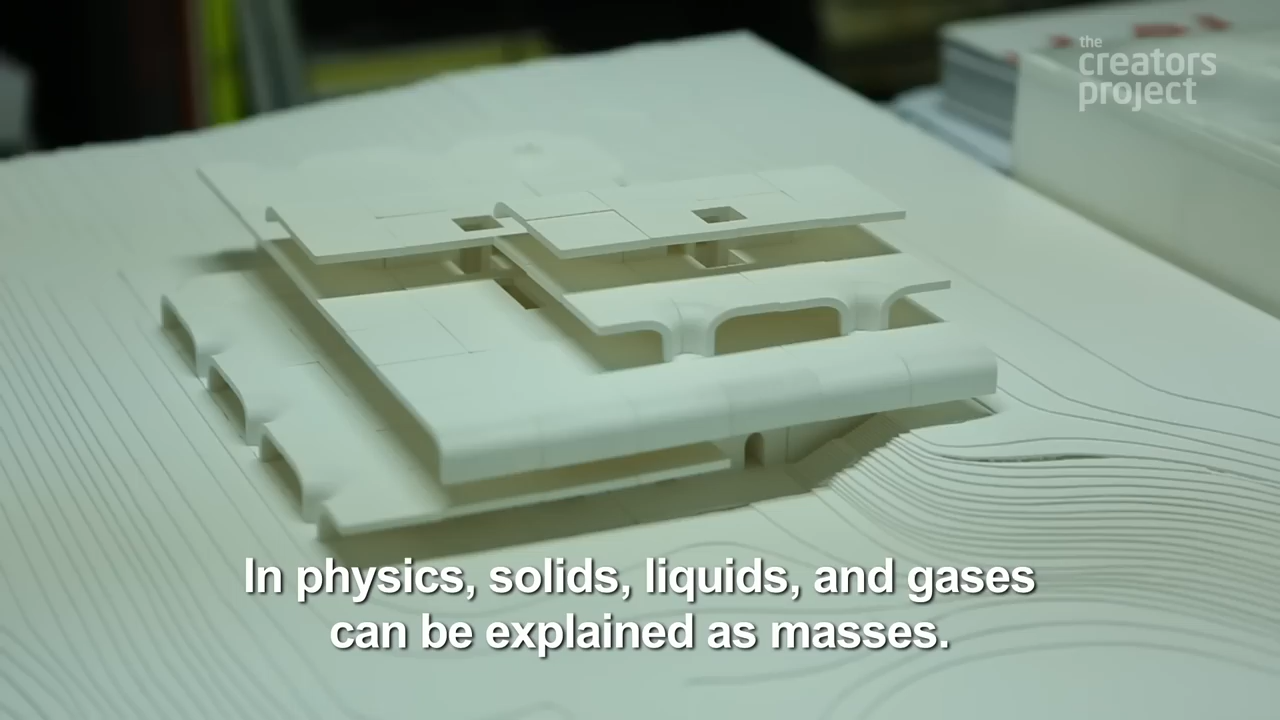 the
creators
project
In physics, solids, liquids, and gases
can be explained as masses.